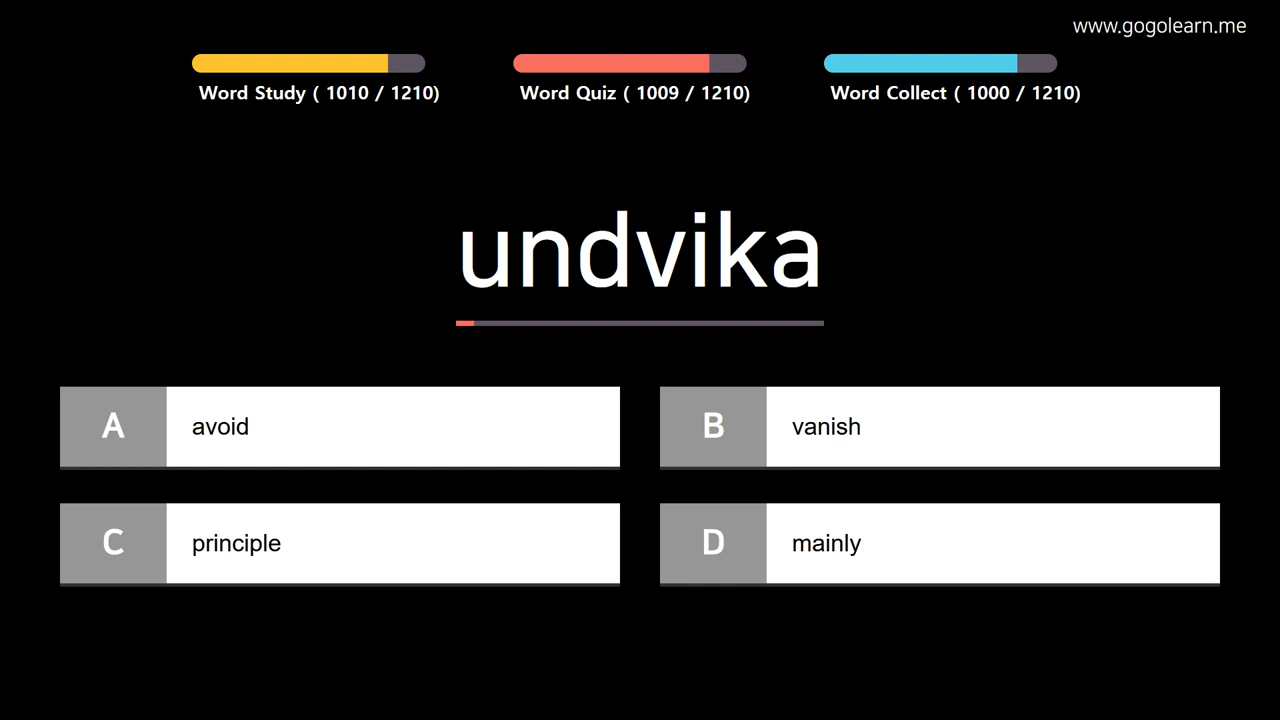 www.gogolearn.me
Word Study ( 1010 / 1210)
Word Quiz ( 1009 / 1210)
Word Collect ( 1000 / 1210)
undvika
A avoid
B vanish
C principle
D mainly